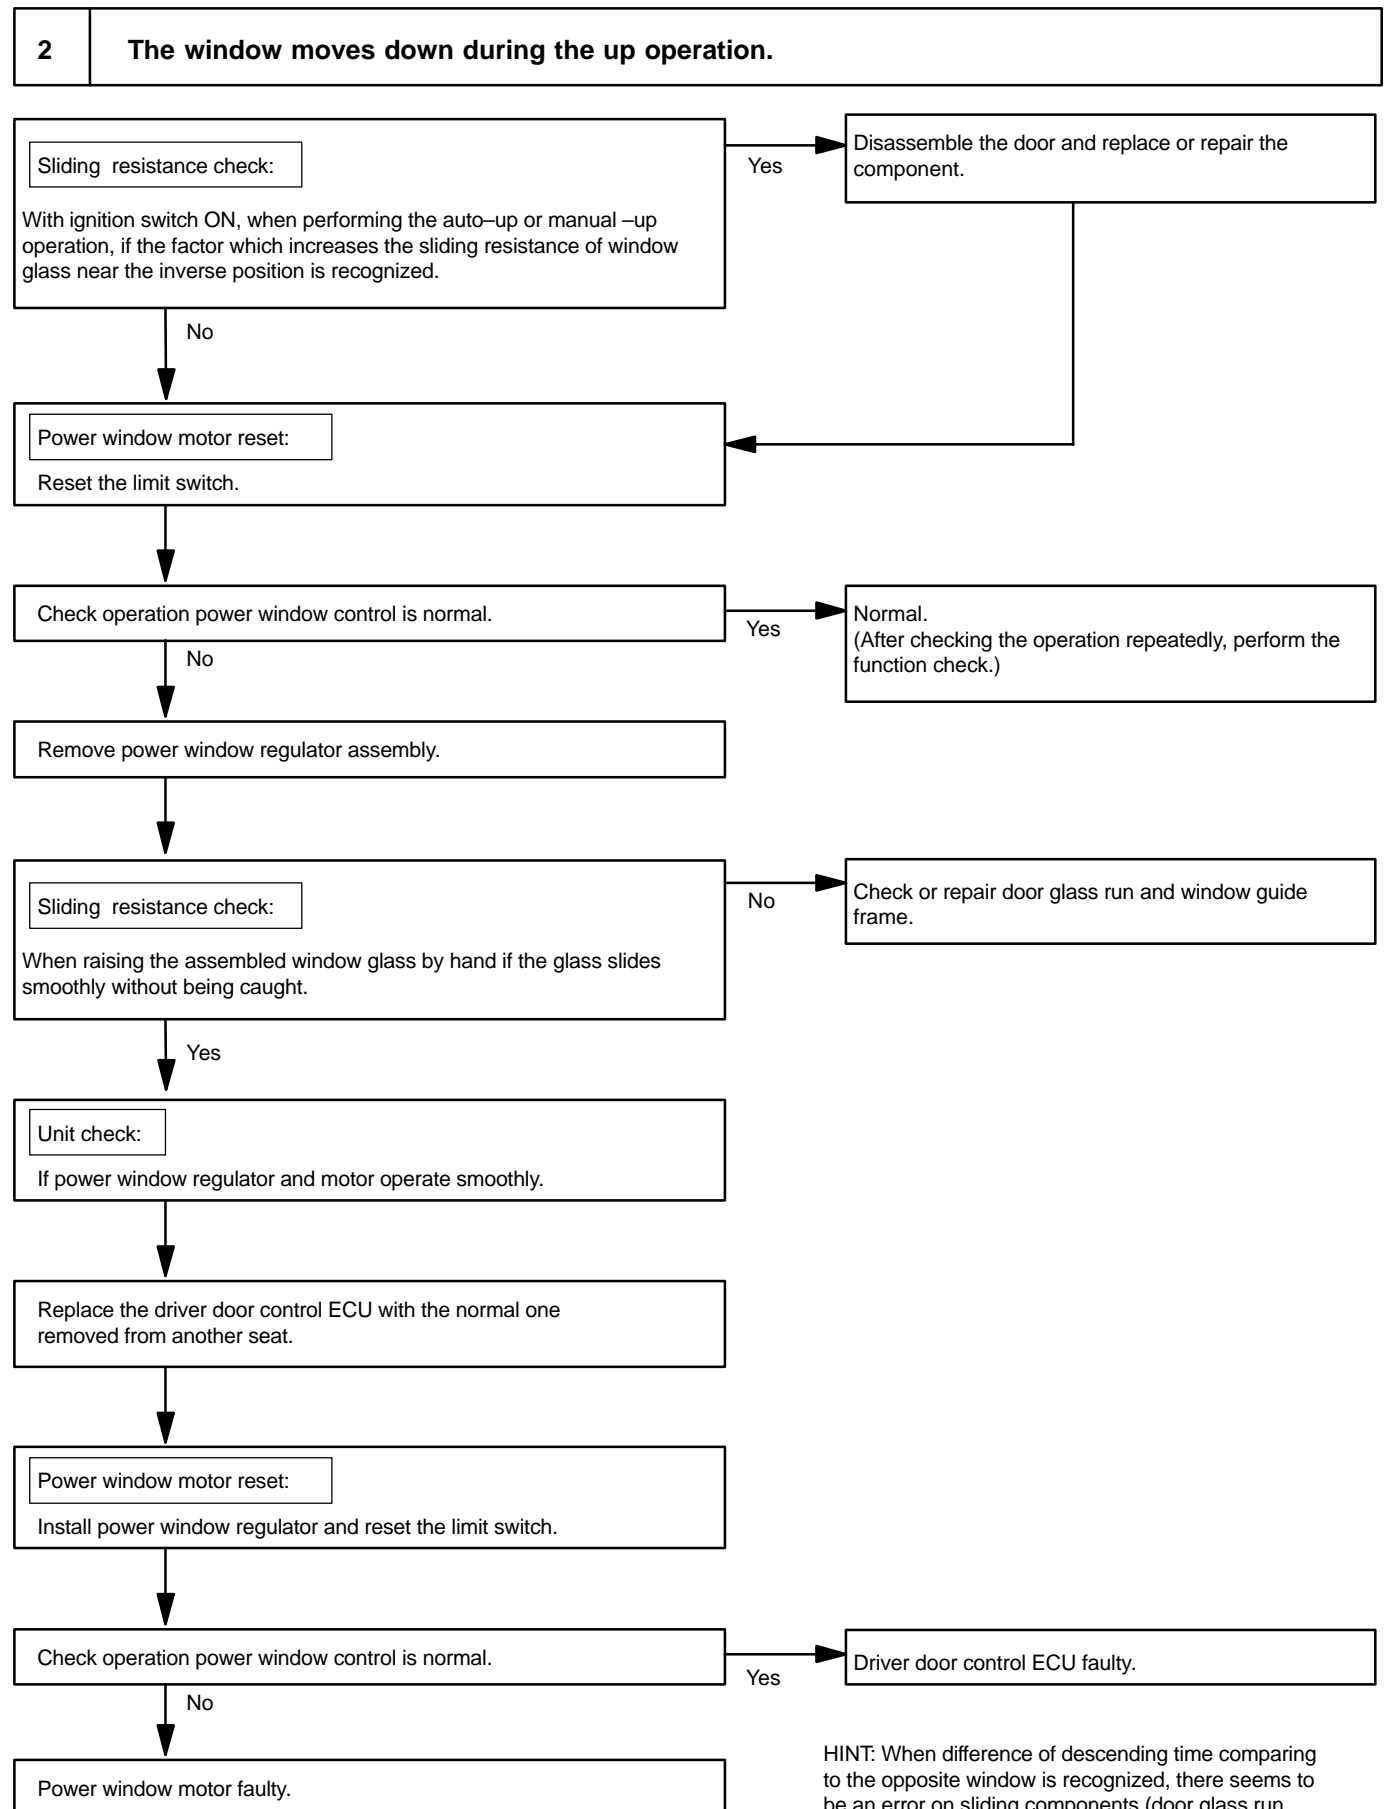 2 The window moves down during the up operation.
Sliding resistance check:
With ignition switch ON, when performing the auto–up or manual –up
operation, if the factor which increases the sliding resistance of window
glass near the inverse position is recognized.
Yes
Disassemble the door and replace or repair the
component.
No
Power window motor reset:
Reset the limit switch.
Check operation power window control is normal.
Yes
Normal.
(After checking the operation repeatedly, perform the
function check.)
No
Remove power window regulator assembly.
Sliding resistance check:
When raising the assembled window glass by hand if the glass slides
smoothly without being caught.
No
Check or repair door glass run and window guide
frame.
Yes
Unit check:
If power window regulator and motor operate smoothly.
Replace the driver door control ECU with the normal one
removed from another seat.
Power window motor reset:
Install power window regulator and reset the limit switch.
Check operation power window control is normal.
Yes
Driver door control ECU faulty.
No
Power window motor faulty.
HINT: When difference of descending time comparing
to the opposite window is recognized, there seems to
be an error on sliding components (door glass run